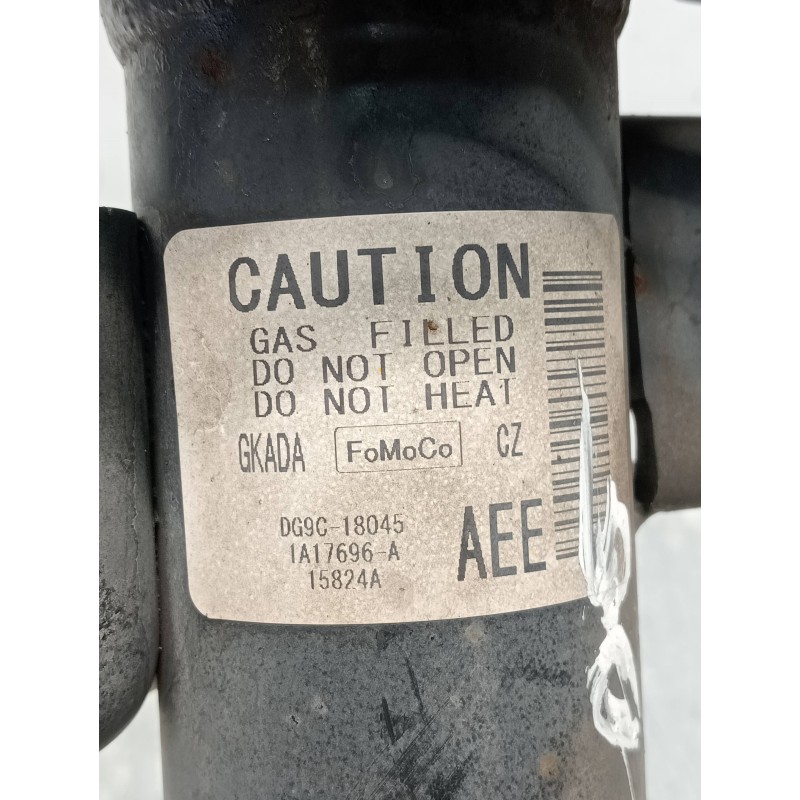 CAUTION
GAS FILLED
DO NOT OPEN
DO NOT HEAT
GKADA FoMoCo CZ
DG9C-18045 AEE
1A17696-A
15824A